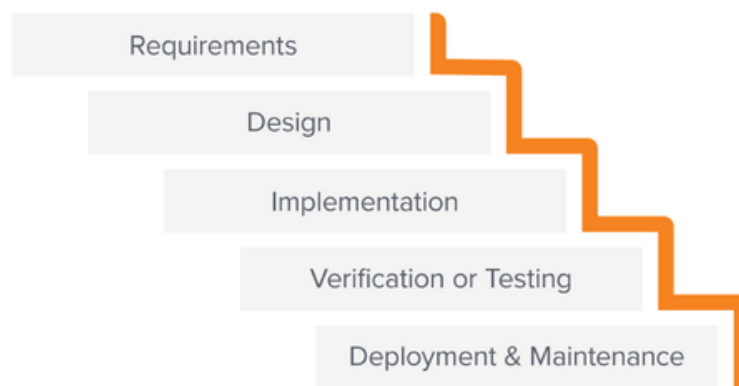 Requirements
Design
Implementation
Verification or Testing
Deployment & Maintenance